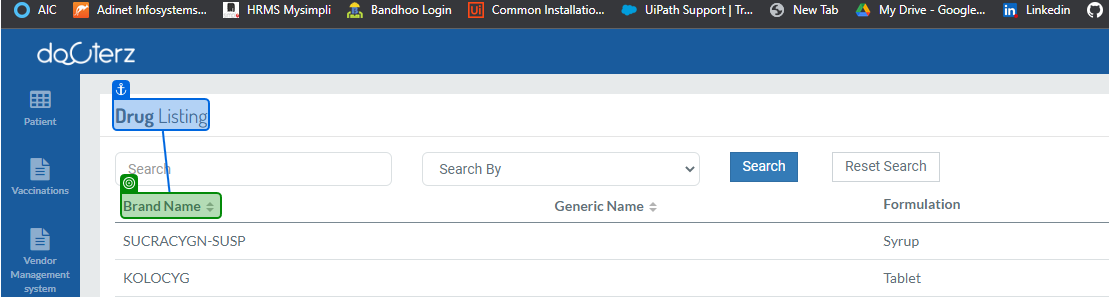 AIC Adinet Infosystems... HRMS Mysimpli Bandhoo Login Common Installatio... UiPath Support | Tr... New Tab My Drive - Google... Linkedin
docterz
Patient
Vaccinations
Vendor
Management
system
Drug Listing
Search Search By Search Reset Search
Brand Name Generic Name Formulation
SUCRACYGN-SUSP Syrup
KOLOCYG Tablet